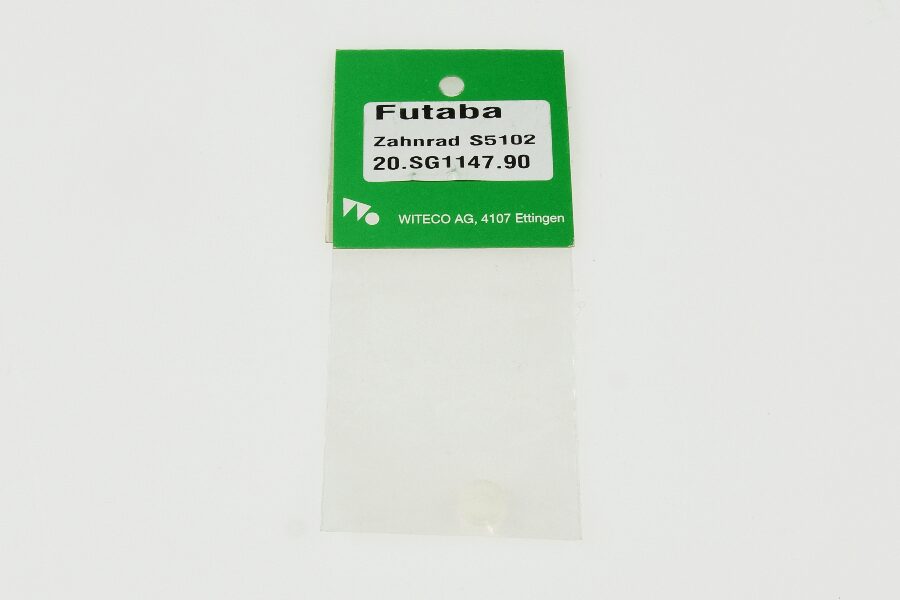 Futaba
Zahnrad S5102
20.SG1147.90
WITECO AG, 4107 Ettingen